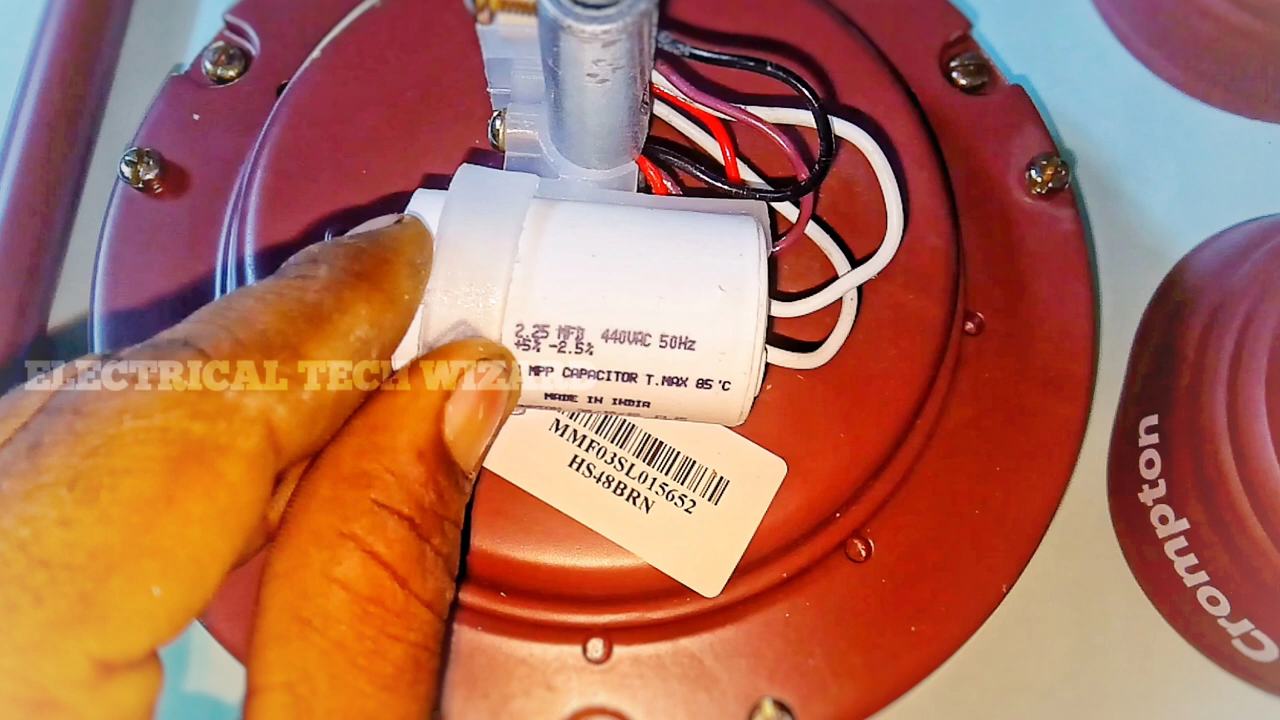 2.25 MFD 440VAC 50Hz
+5% -2.5%
MPP CAPACITOR T.MAX 85°C
MADE IN INDIA
ELECTRICAL TECH WIZARD
MMF03SL015652
HS48BRN
Crompton